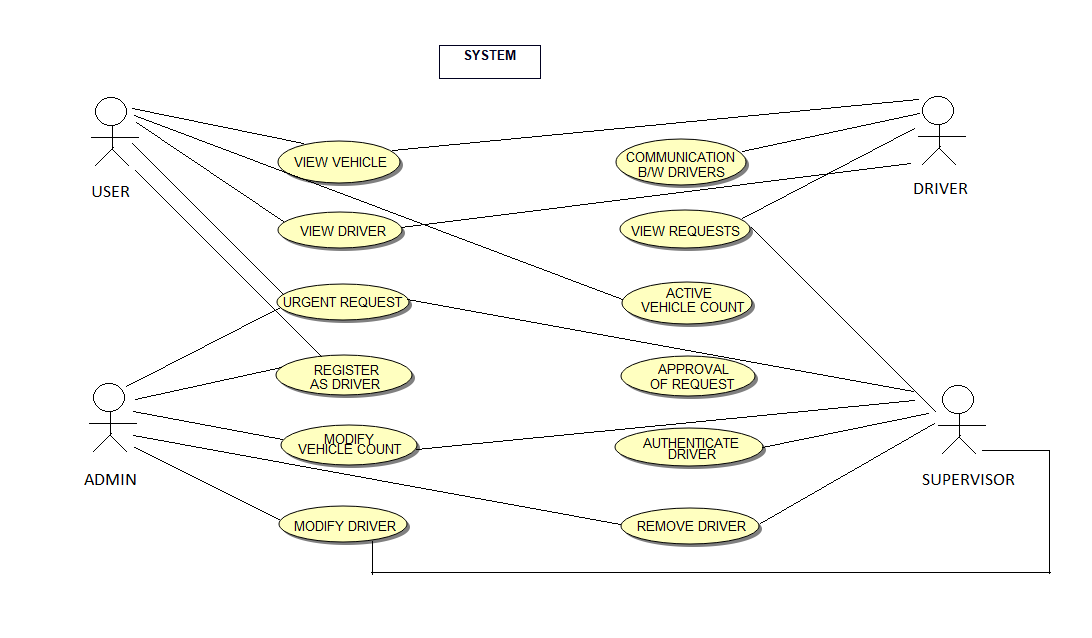 SYSTEM
USER
DRIVER
VIEW VEHICLE
COMMUNICATION
B/W DRIVERS
VIEW DRIVER
VIEW REQUESTS
URGENT REQUEST
ACTIVE
VEHICLE COUNT
REGISTER
AS DRIVER
APPROVAL
OF REQUEST
ADMIN
SUPERVISOR
MODIFY
VEHICLE COUNT
AUTHENTICATE
DRIVER
MODIFY DRIVER
REMOVE DRIVER